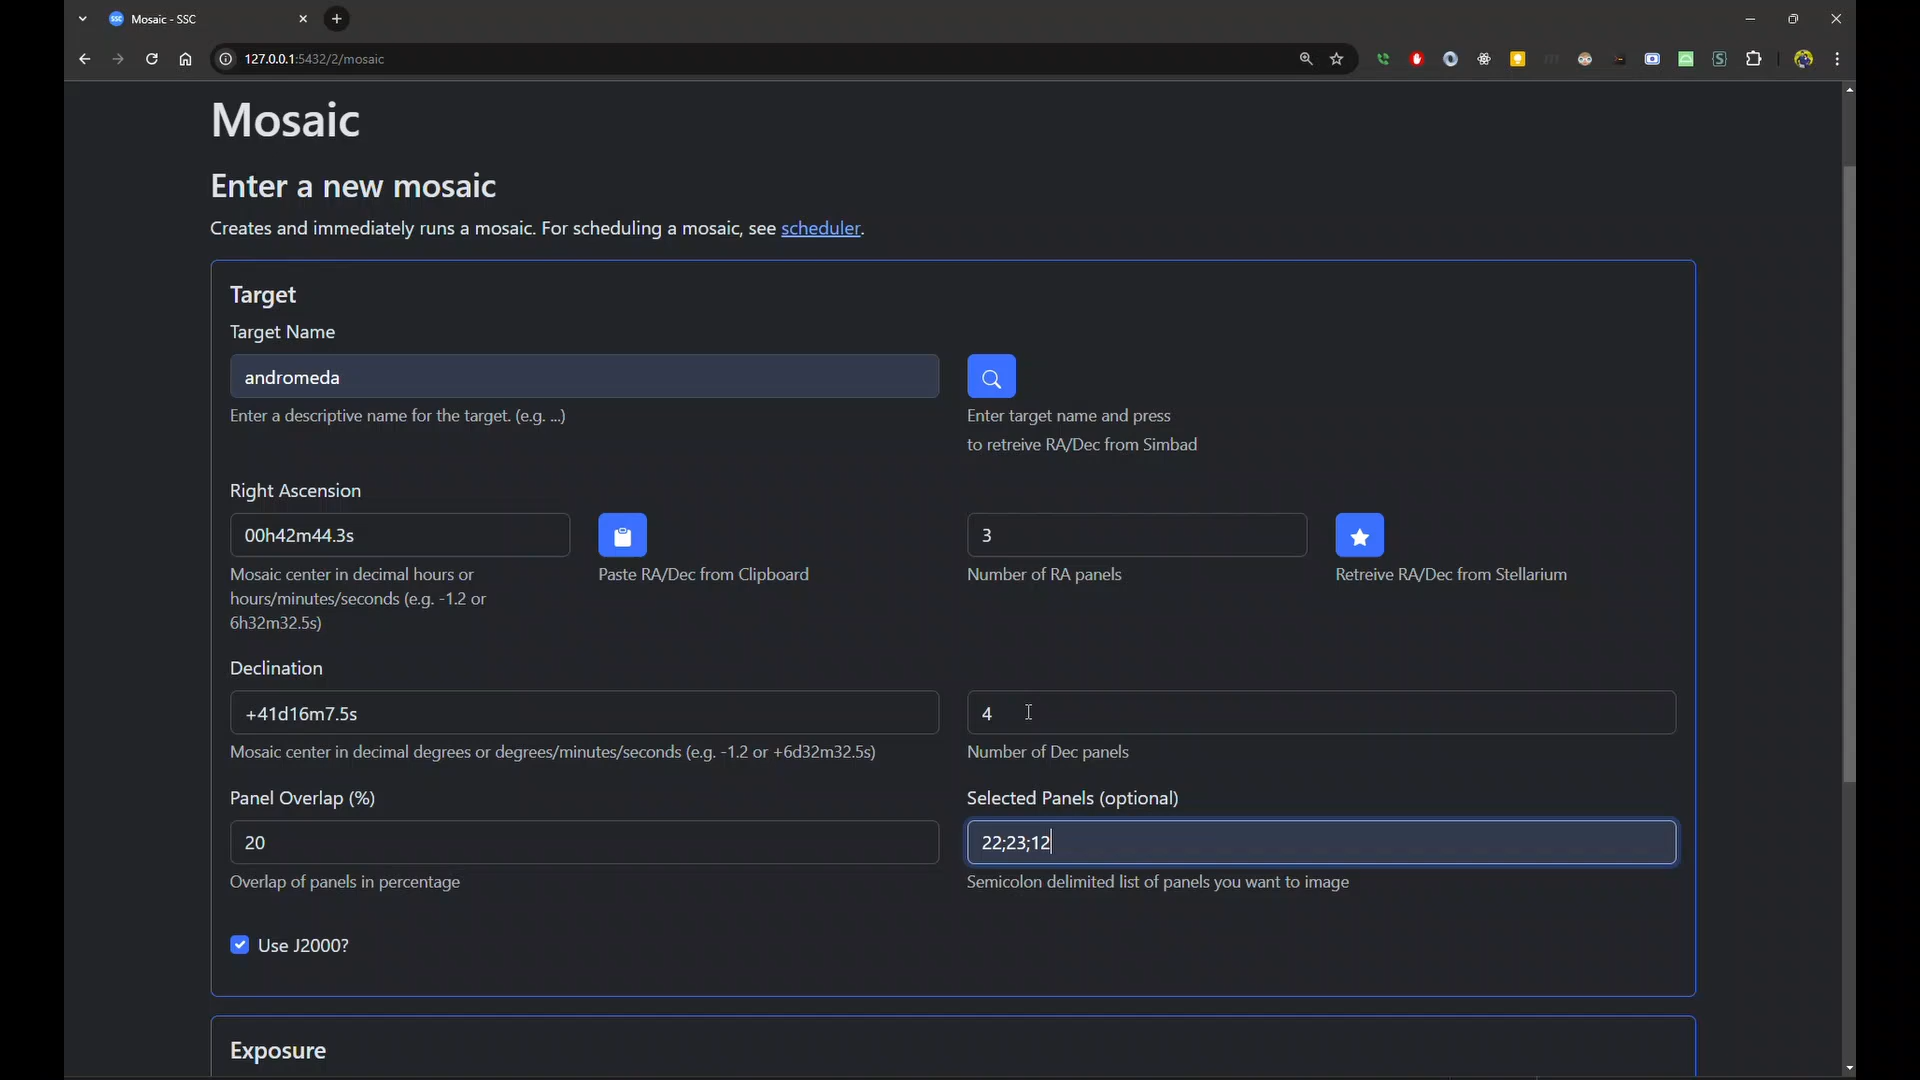 Mosaic - SSC
127.0.0.1:5432/2/mosaic
Mosaic
Enter a new mosaic
Creates and immediately runs a mosaic. For scheduling a mosaic, see scheduler.
Target
Target Name
andromeda
Enter a descriptive name for the target. (e.g. ...)
Enter target name and press
to retreive RA/Dec from Simbad
Right Ascension
00h42m44.3s
3
Mosaic center in decimal hours or
hours/minutes/seconds (e.g. -1.2 or
6h32m32.5s)
Paste RA/Dec from Clipboard
Number of RA panels
Retreive RA/Dec from Stellarium
Declination
+41d16m7.5s
4
Mosaic center in decimal degrees or degrees/minutes/seconds (e.g. -1.2 or +6d32m32.5s)
Number of Dec panels
Panel Overlap (%)
Selected Panels (optional)
20
22;23;12
Overlap of panels in percentage
Semicolon delimited list of panels you want to image
Use J2000?
Exposure